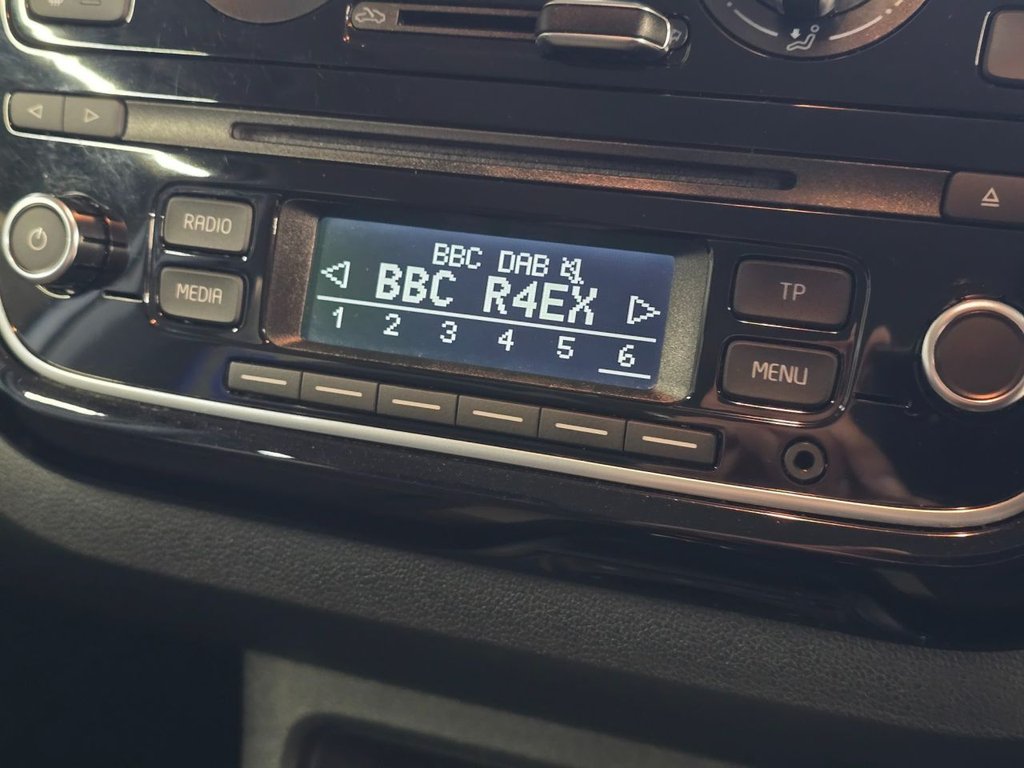 RADIO
MEDIA
BBC DAB
BBC R4EX
1 2 3 4 5 6
TP
MENU